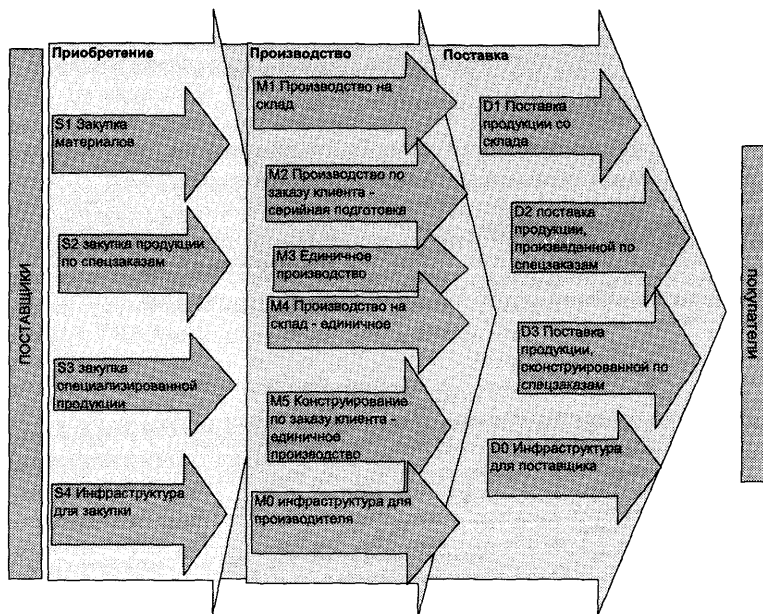 ПОСТАВЩИКИ
Приобретение
S1 Закупка
материалов
S2 закупка продукции
по спецзаказам
S3 закупка
специализированной
продукции
S4 Инфраструктура
для закупки
Производство
M1 Производство на
склад
M2 Производство по
заказу клиента -
серийная подготовка
M3 Единичное
производство
M4 Производство на
склад - единичное
M5 Конструирование
по заказу клиента -
единичное
производство
M0 инфраструктура для
производителя
Поставка
D1 Поставка
продукции со
склада
D2 поставка
продукции,
произведенной по
спецзаказам
D3 Поставка
продукции,
сконструированной по
спецзаказам
D0 Инфраструктура
для поставщика
покупатели